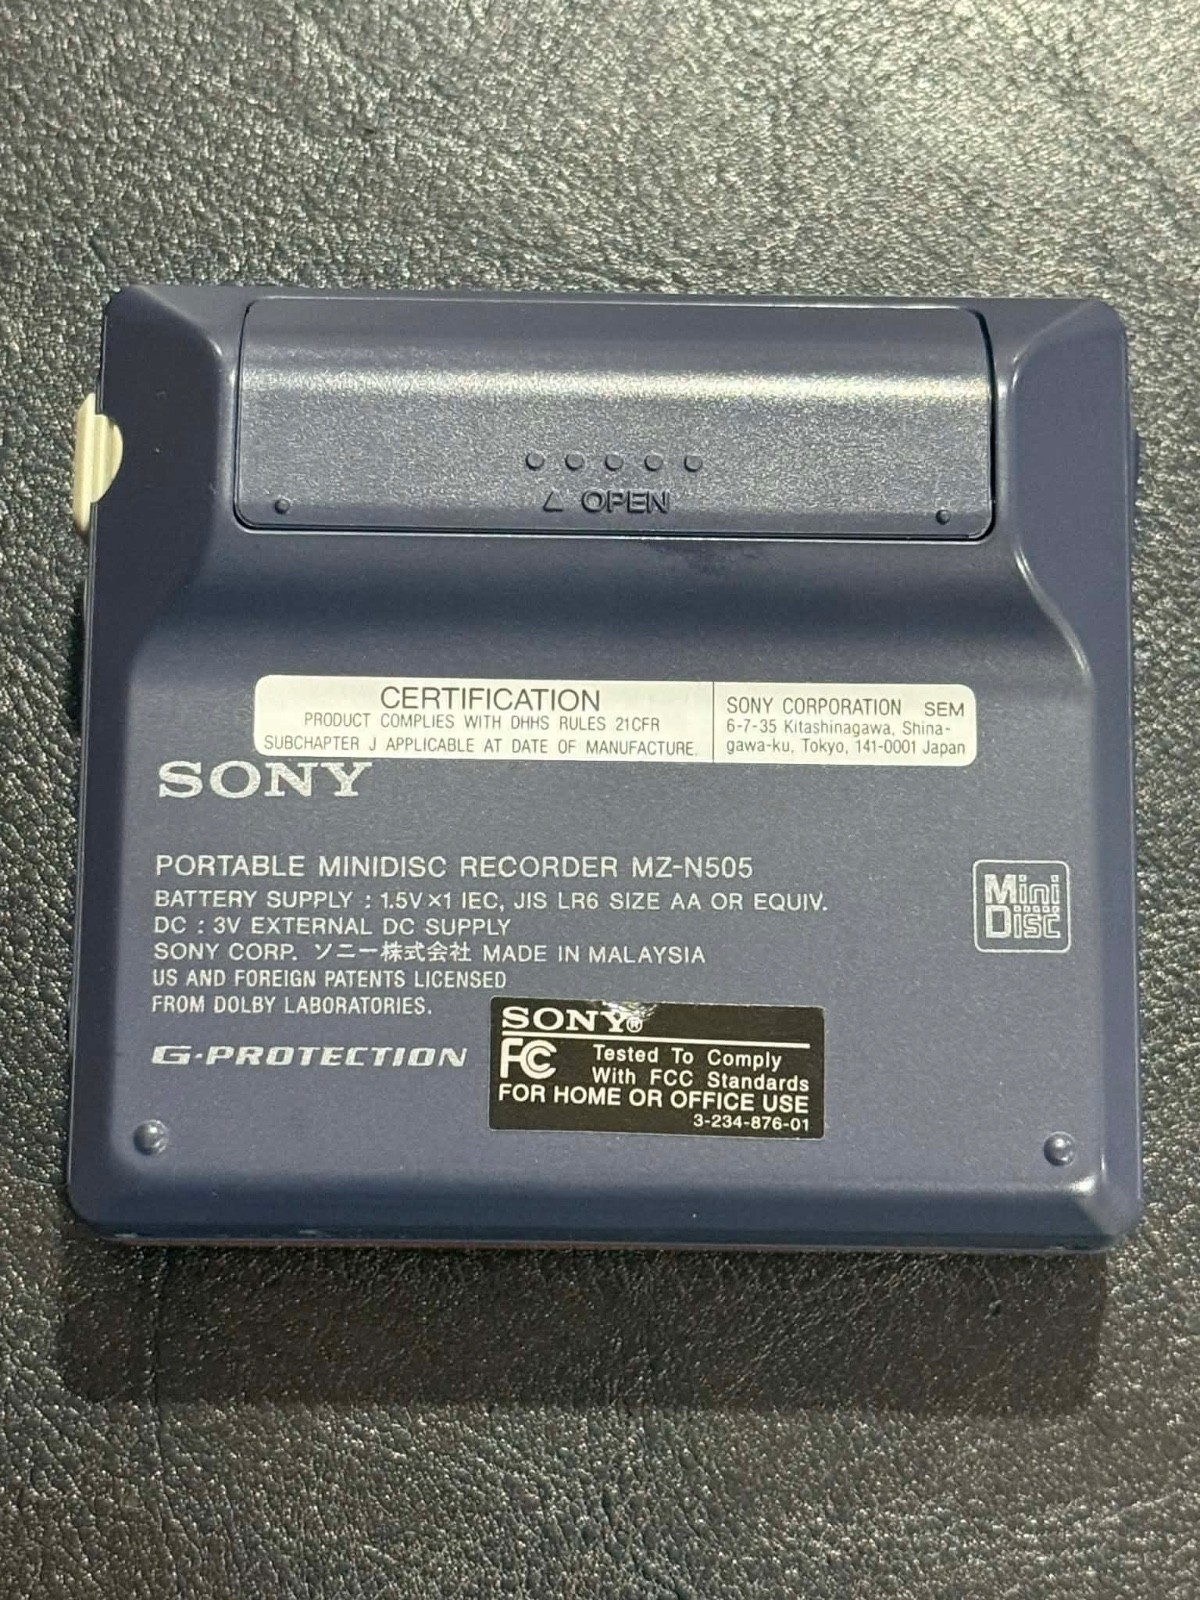 △ OPEN
CERTIFICATION
PRODUCT COMPLIES WITH DHHS RULES 21CFR
SUBCHAPTER J APPLICABLE AT DATE OF MANUFACTURE.
SONY CORPORATION SEM
6-7-35 Kitashinagawa, Shina-
gawa-ku, Tokyo, 141-0001 Japan
SONY
PORTABLE MINIDISC RECORDER MZ-N505
BATTERY SUPPLY : 1.5V×1 IEC, JIS LR6 SIZE AA OR EQUIV.
DC : 3V EXTERNAL DC SUPPLY
SONY CORP. ソニー株式会社 MADE IN MALAYSIA
US AND FOREIGN PATENTS LICENSED
FROM DOLBY LABORATORIES.
G-PROTECTION
Mini
Disc
SONY®
FC Tested To Comply
With FCC Standards
FOR HOME OR OFFICE USE
3-234-876-01